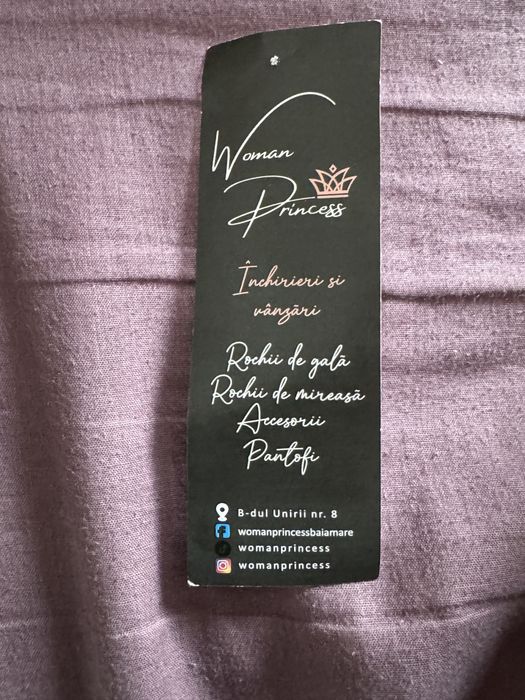 Woman
Princess
Închirieri si
vânzări
Rochii de gală
Rochii de mireasă
Accesorii
Pantofi
B-dul Unirii nr. 8
womanprincessbaiamare
womanprincess
womanprincess